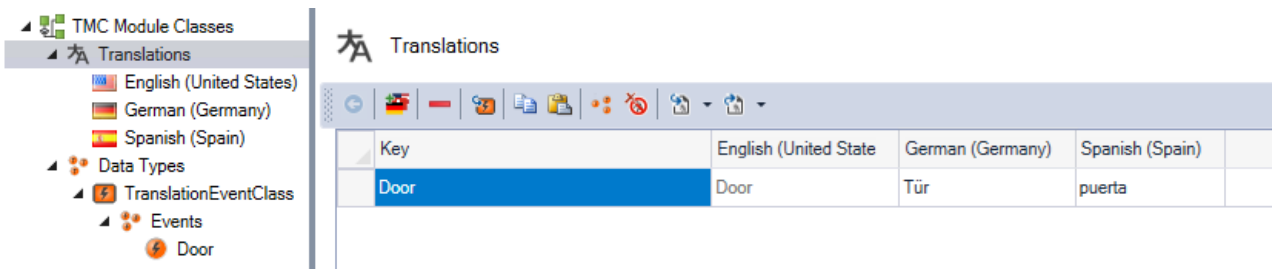 TMC Module Classes
Translations
English (United States)
German (Germany)
Spanish (Spain)
Data Types
TranslationEventClass
Events
Door
Translations
Key English (United State German (Germany) Spanish (Spain)
Door Door Tür puerta